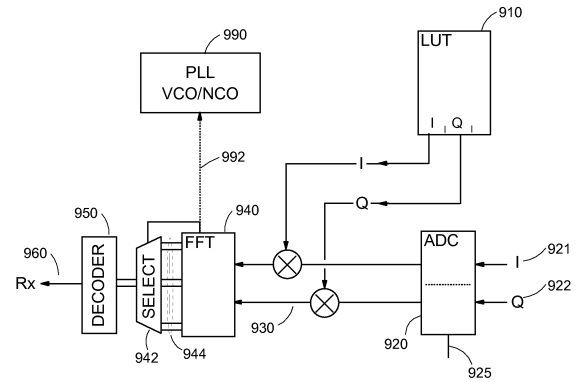 990
910
PLL
VCO/NCO
LUT
I Q
992
I
Q
950
940
960
DECODER
SELECT
FFT
ADC
I 921
Rx
Q 922
930
942
944
920
925